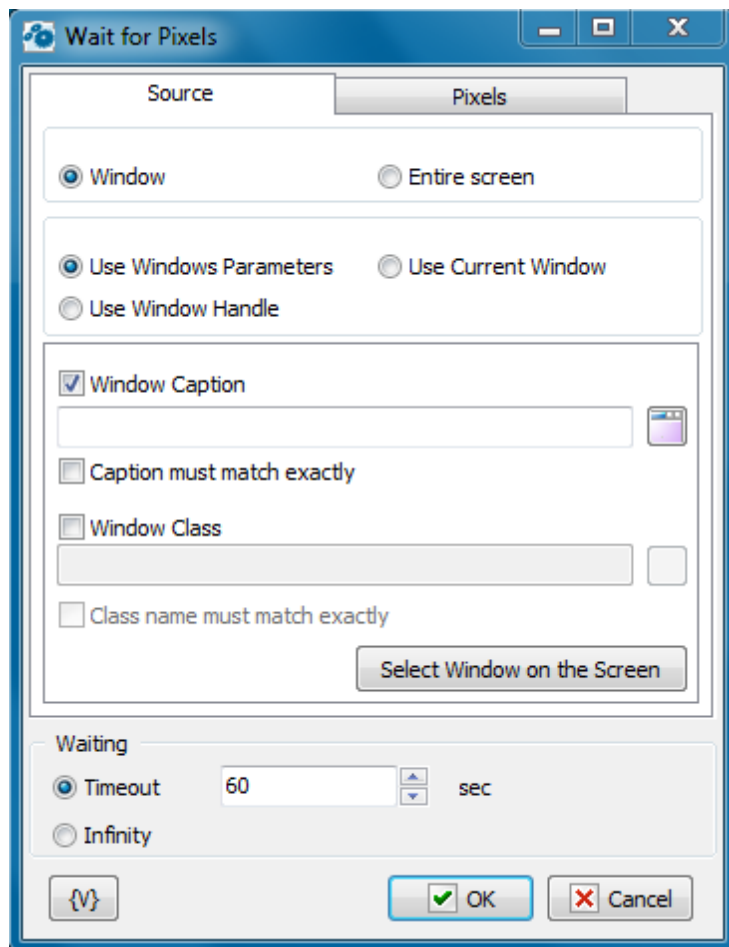 Wait for Pixels
Source Pixels
Window Entire screen
Use Windows Parameters Use Current Window
Use Window Handle
Window Caption
Caption must match exactly
Window Class
Class name must match exactly
Select Window on the Screen
Waiting
Timeout 60 sec
Infinity
{V} OK Cancel